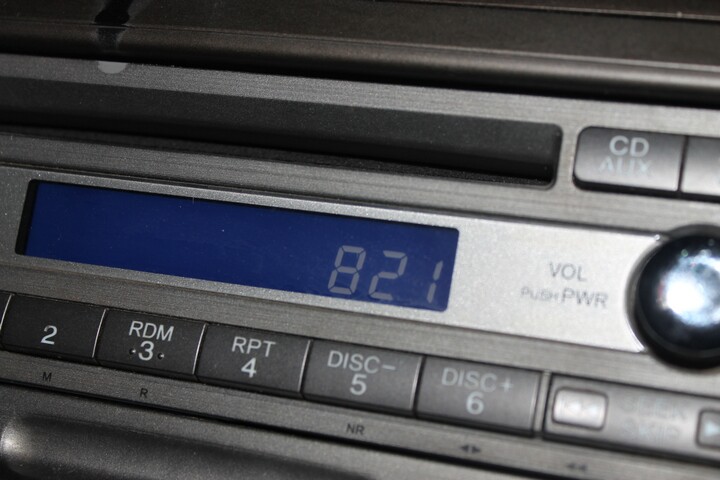 CD
AUX
821
VOL
PUSH PWR
2
RDM
3
RPT
4
DISC−
5
DISC+
6
M
R
NR